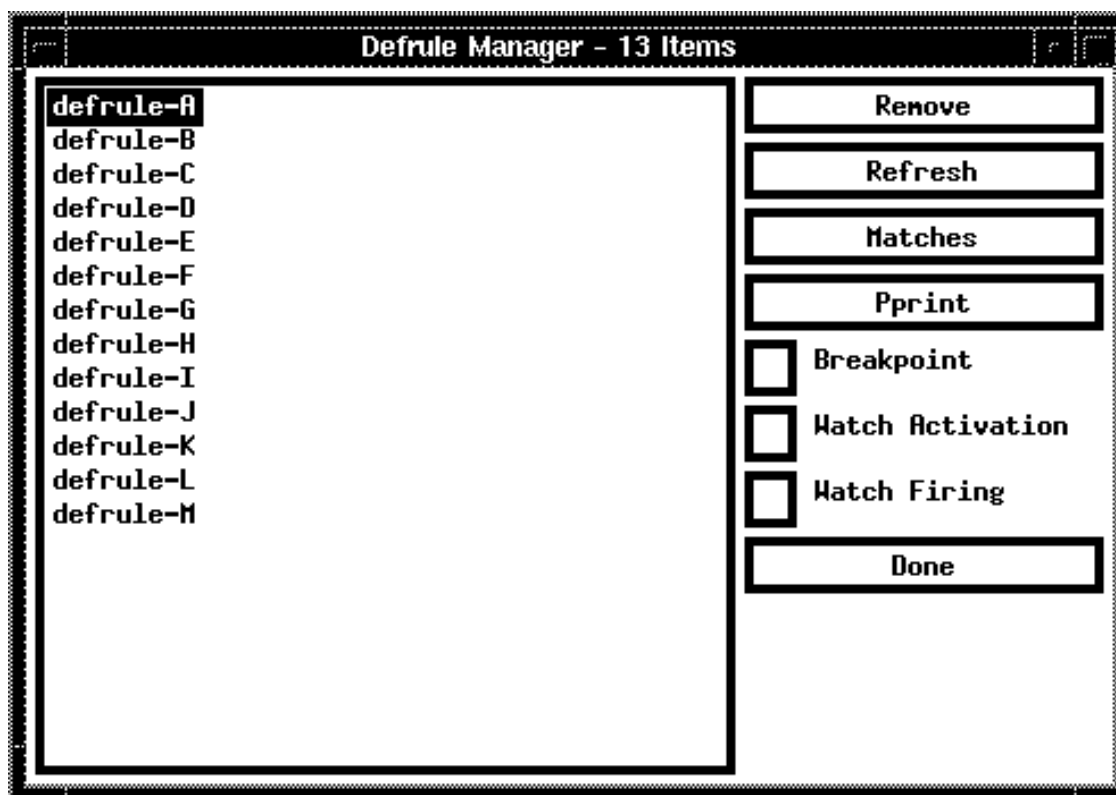 Defrule Manager - 13 Items
defrule-A
defrule-B
defrule-C
defrule-D
defrule-E
defrule-F
defrule-G
defrule-H
defrule-I
defrule-J
defrule-K
defrule-L
defrule-M
Remove
Refresh
Matches
Pprint
Breakpoint
Watch Activation
Watch Firing
Done